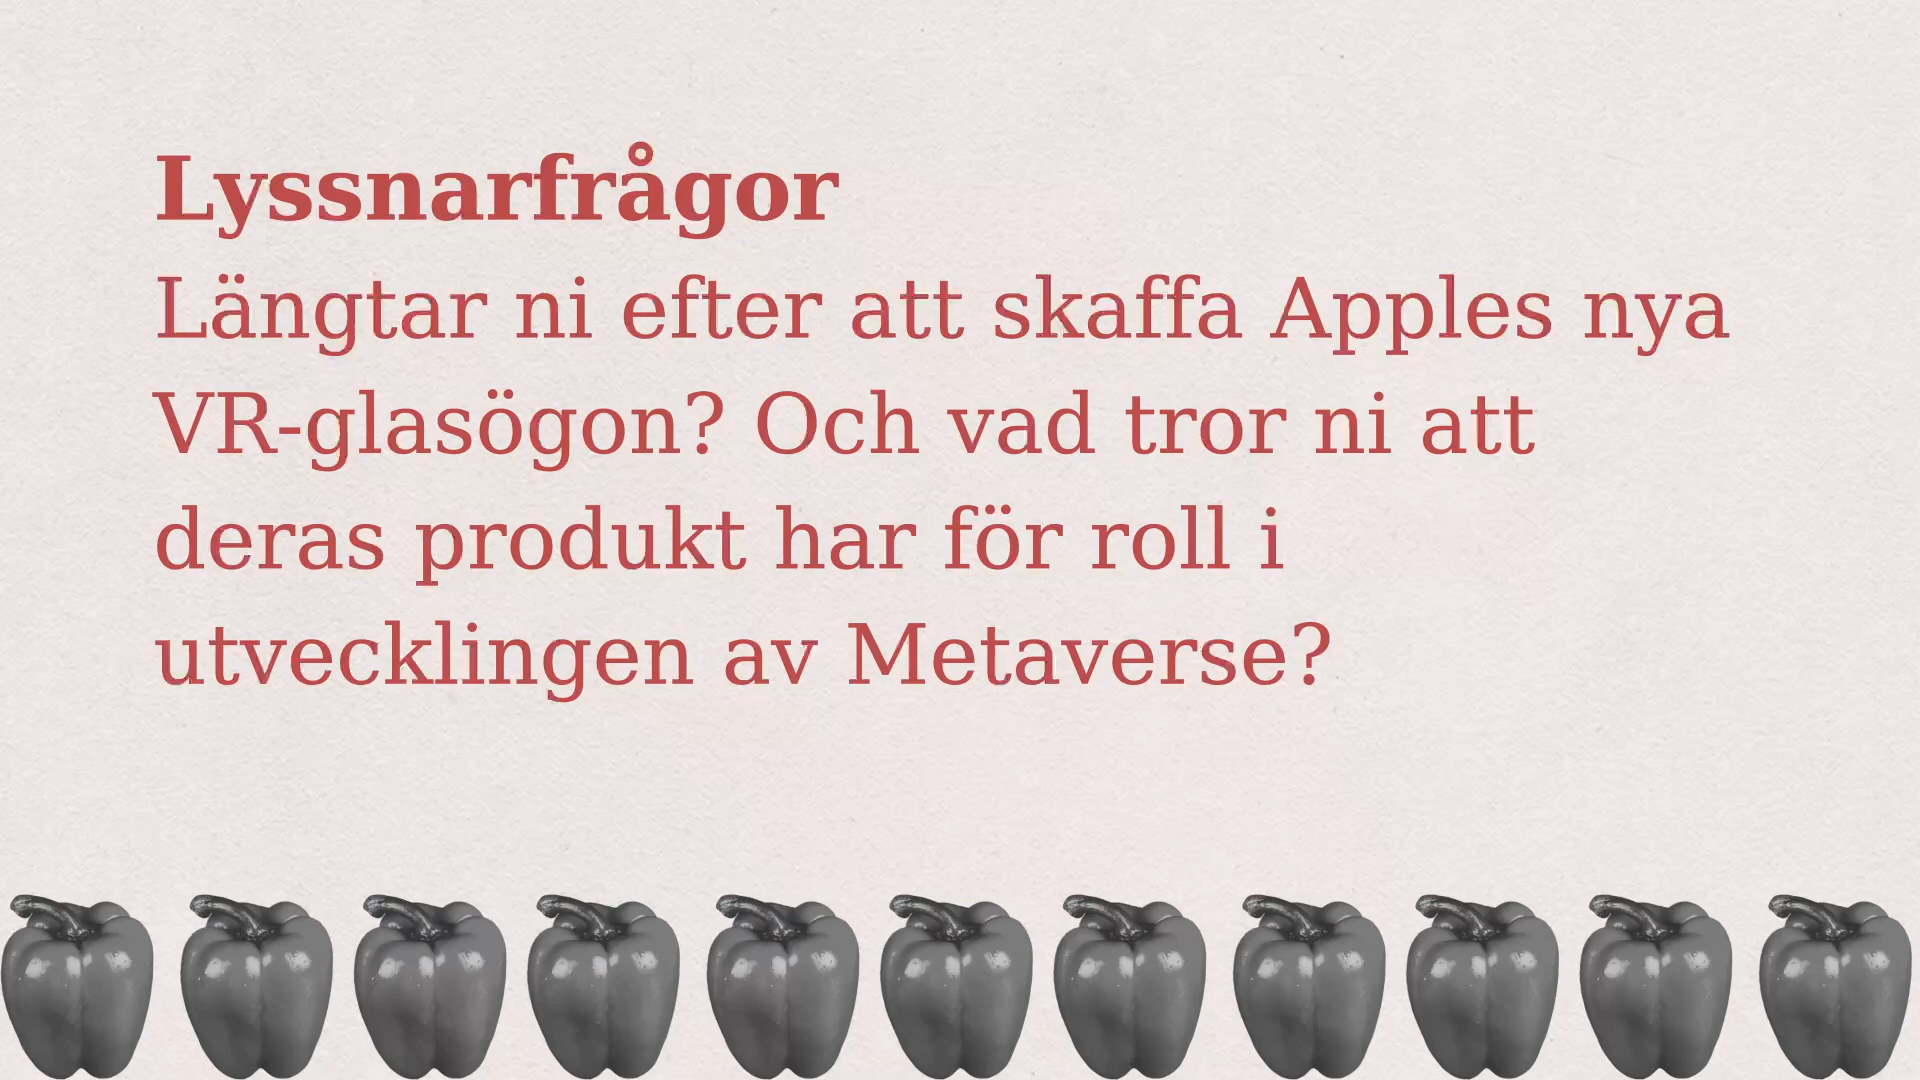 Lyssnarfrågor
Längtar ni efter att skaffa Apples nya
VR-glasögon? Och vad tror ni att
deras produkt har för roll i
utvecklingen av Metaverse?